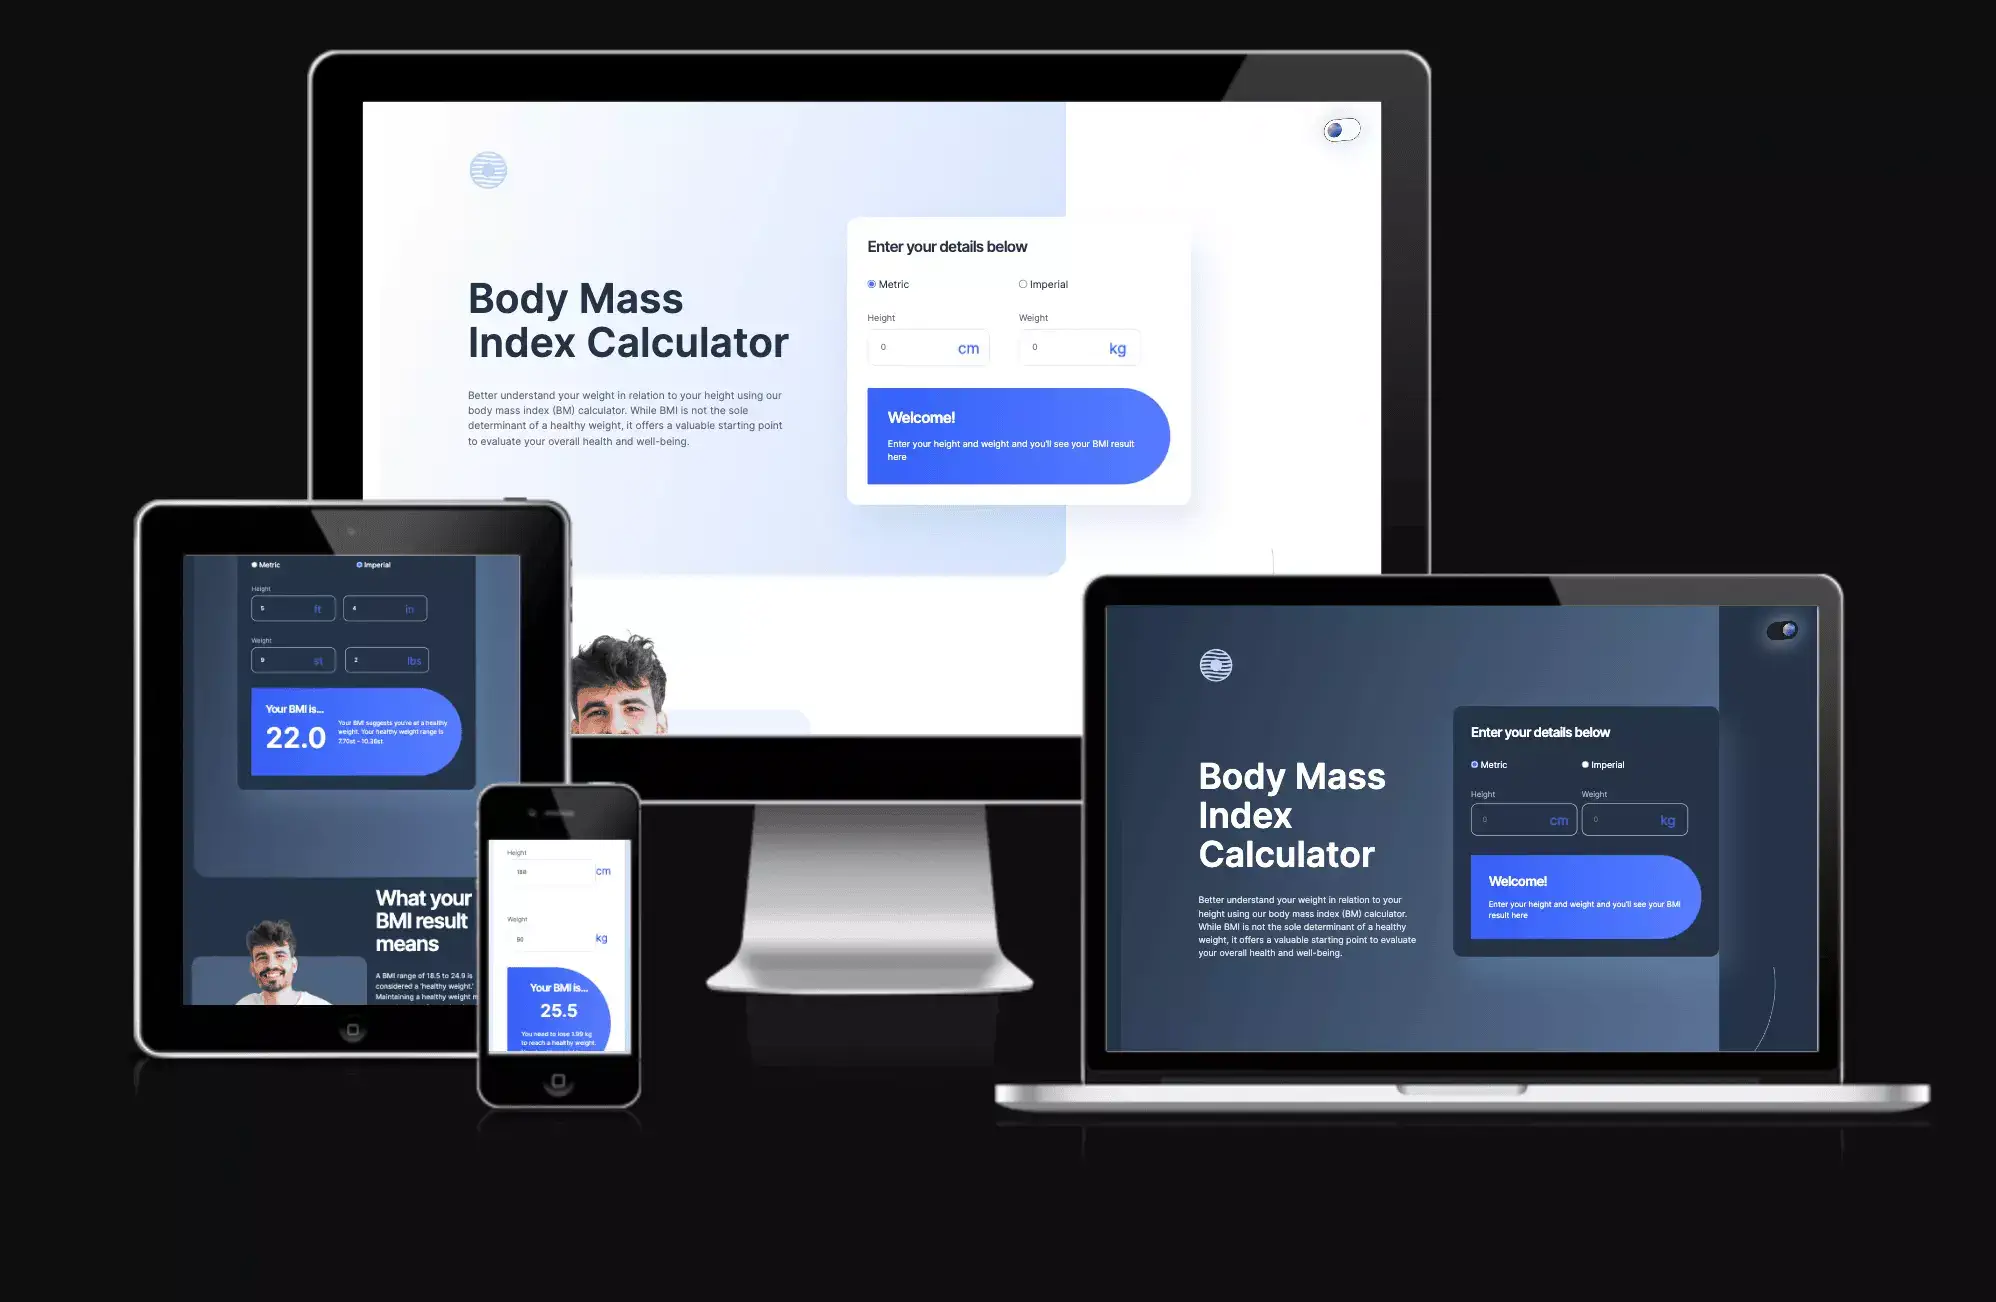 Enter your details below
Metric
Imperial
Height
Weight
0
cm
0
kg
Body Mass
Index Calculator
Better understand your weight in relation to your height using our
body mass index (BM) calculator. While BMI is not the sole
determinant of a healthy weight, it offers a valuable starting point
to evaluate your overall health and well-being.
Welcome!
Enter your height and weight and you'll see your BMI result
here
Metric
Imperial
Height
5
ft
4
in
Weight
9
st
2
lbs
Your BMI is...
22.0
Your BMI suggests you're at a healthy
weight. Your healthy weight range is
7.70st - 10.38st.
What your
BMI result
means
A BMI range of 18.5 to 24.9 is
considered a 'healthy weight.'
Maintaining a healthy weight m
Height
cm
Weight
kg
Your BMI is...
25.5
You need to lose 1.99 kg
to reach a healthy weight.
Enter your details below
Metric
Imperial
Height
Weight
0
cm
0
kg
Body Mass
Index
Calculator
Better understand your weight in relation to your
height using our body mass index (BM) calculator.
While BMI is not the sole determinant of a healthy
weight, it offers a valuable starting point to evaluate
your overall health and well-being.
Welcome!
Enter your height and weight and you'll see your BMI
result here